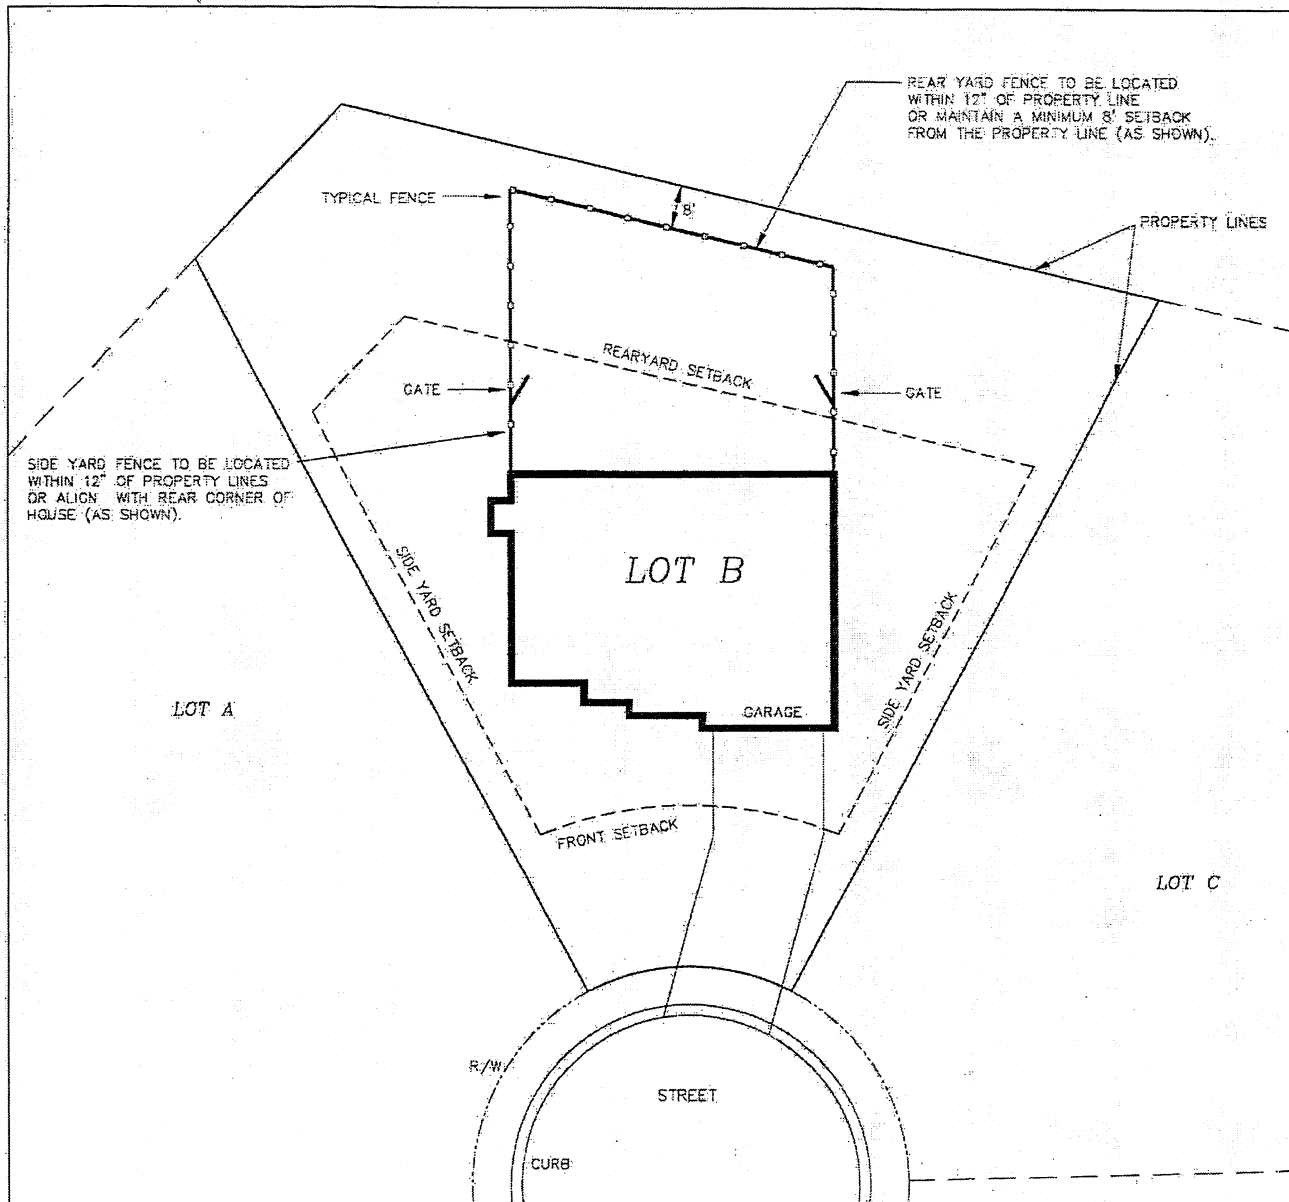 REAR YARD FENCE TO BE LOCATED
WITHIN 12" OF PROPERTY LINE
OR MAINTAIN A MINIMUM 8' SETBACK
FROM THE PROPERTY LINE (AS SHOWN).
TYPICAL FENCE
8'
PROPERTY LINES
REARYARD SETBACK
GATE
GATE
SIDE YARD FENCE TO BE LOCATED
WITHIN 12" OF PROPERTY LINES
OR ALIGN WITH REAR CORNER OF
HOUSE (AS SHOWN).
LOT B
SIDE YARD SETBACK
SIDE YARD SETBACK
LOT A
GARAGE
FRONT SETBACK
LOT C
R/W
STREET
CURB